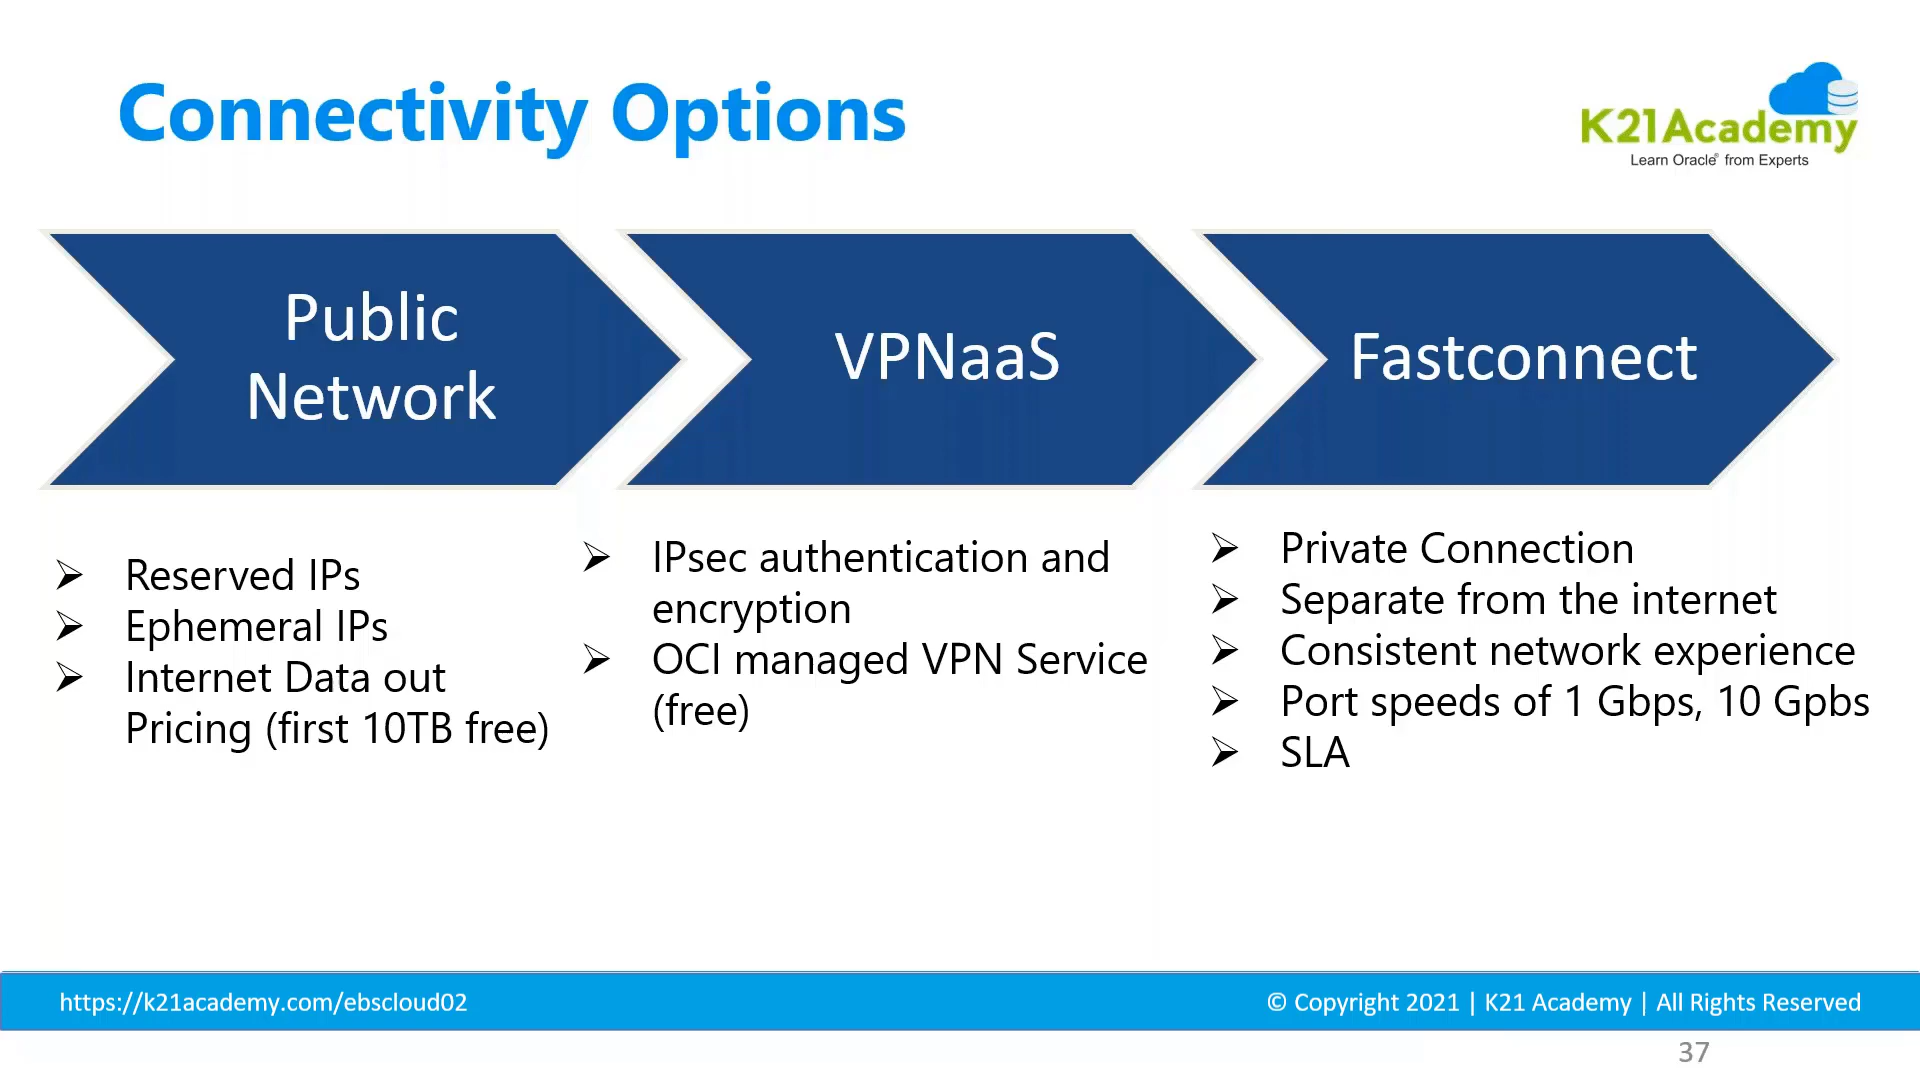 Connectivity Options
K21Academy
Learn Oracle® from Experts
Public
Network
VPNaaS
Fastconnect
➢ Reserved IPs
➢ Ephemeral IPs
➢ Internet Data out
Pricing (first 10TB free)
➢ IPsec authentication and
encryption
➢ OCI managed VPN Service
(free)
➢ Private Connection
➢ Separate from the internet
➢ Consistent network experience
➢ Port speeds of 1 Gbps, 10 Gpbs
➢ SLA
https://k21academy.com/ebscloud02
© Copyright 2021 | K21 Academy | All Rights Reserved
37